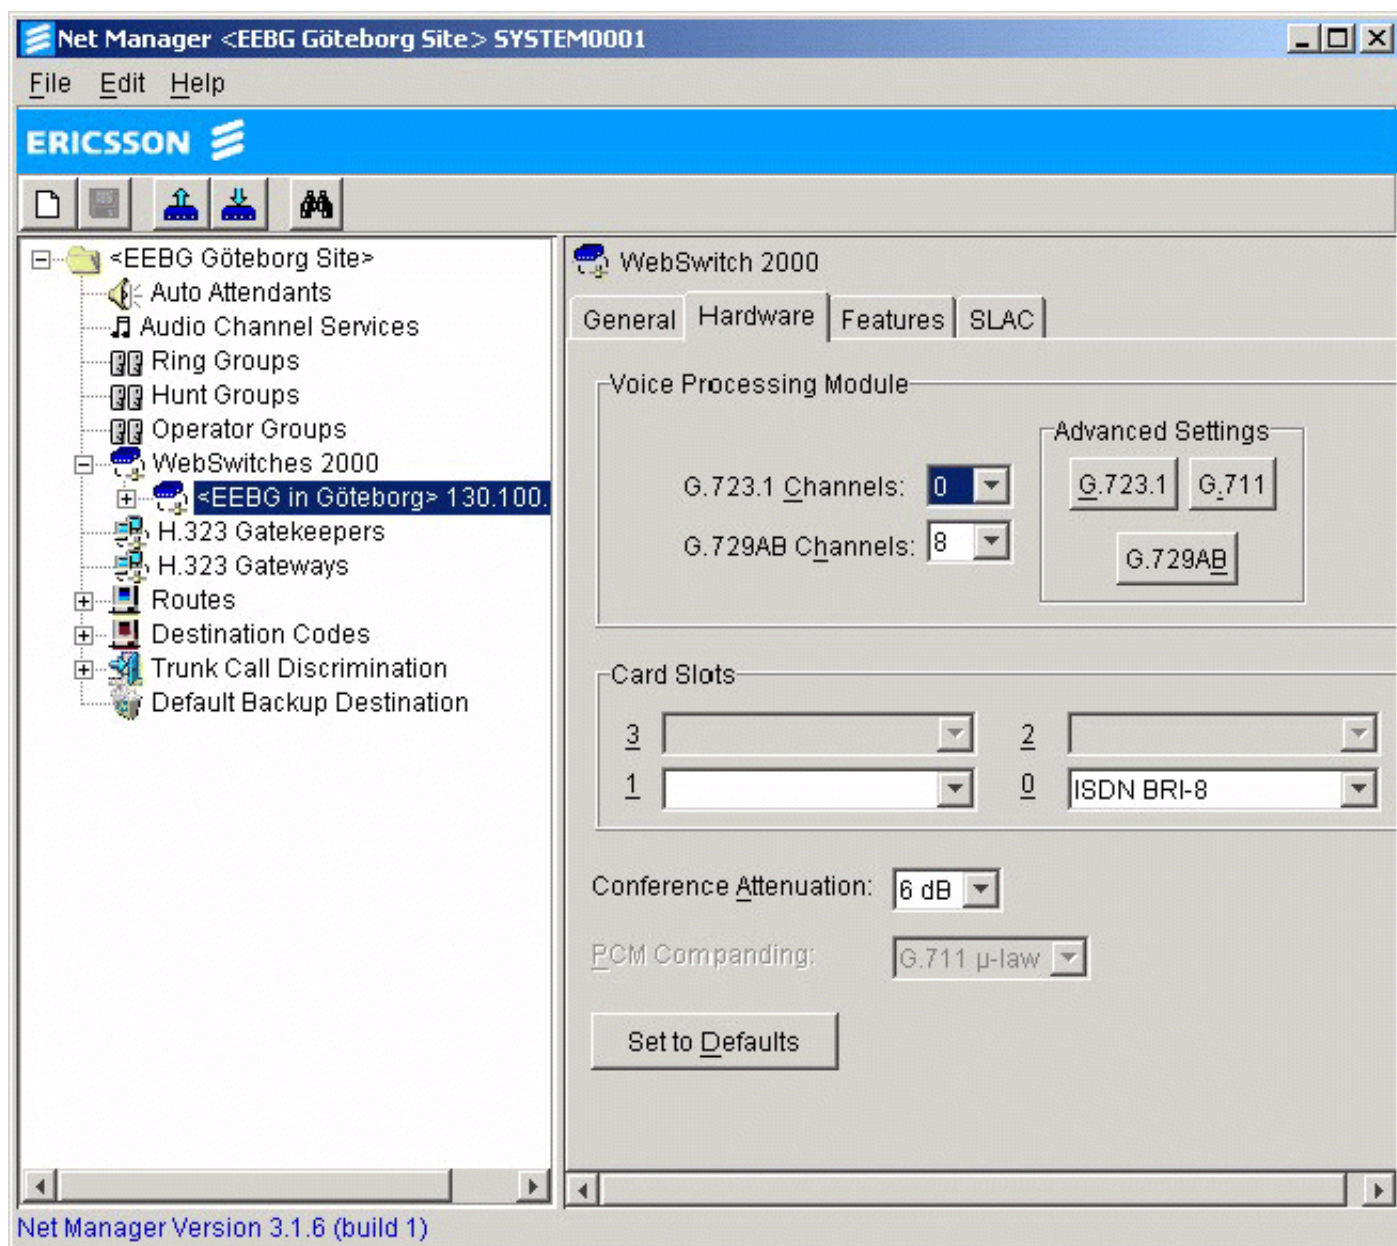 Net Manager <EEBG Göteborg Site> SYSTEM0001
File Edit Help
ERICSSON
<EEBG Göteborg Site>
Auto Attendants
Audio Channel Services
Ring Groups
Hunt Groups
Operator Groups
WebSwitches 2000
<EEBG in Göteborg> 130.100.
H.323 Gatekeepers
H.323 Gateways
Routes
Destination Codes
Trunk Call Discrimination
Default Backup Destination
WebSwitch 2000
General Hardware Features SLAC
Voice Processing Module
G.723.1 Channels: 0
G.729AB Channels: 8
Advanced Settings
G.723.1 G.711
G.729AB
Card Slots
3 2
1 0 ISDN BRI-8
Conference Attenuation: 6 dB
PCM Companding: G.711 µ-law
Set to Defaults
Net Manager Version 3.1.6 (build 1)